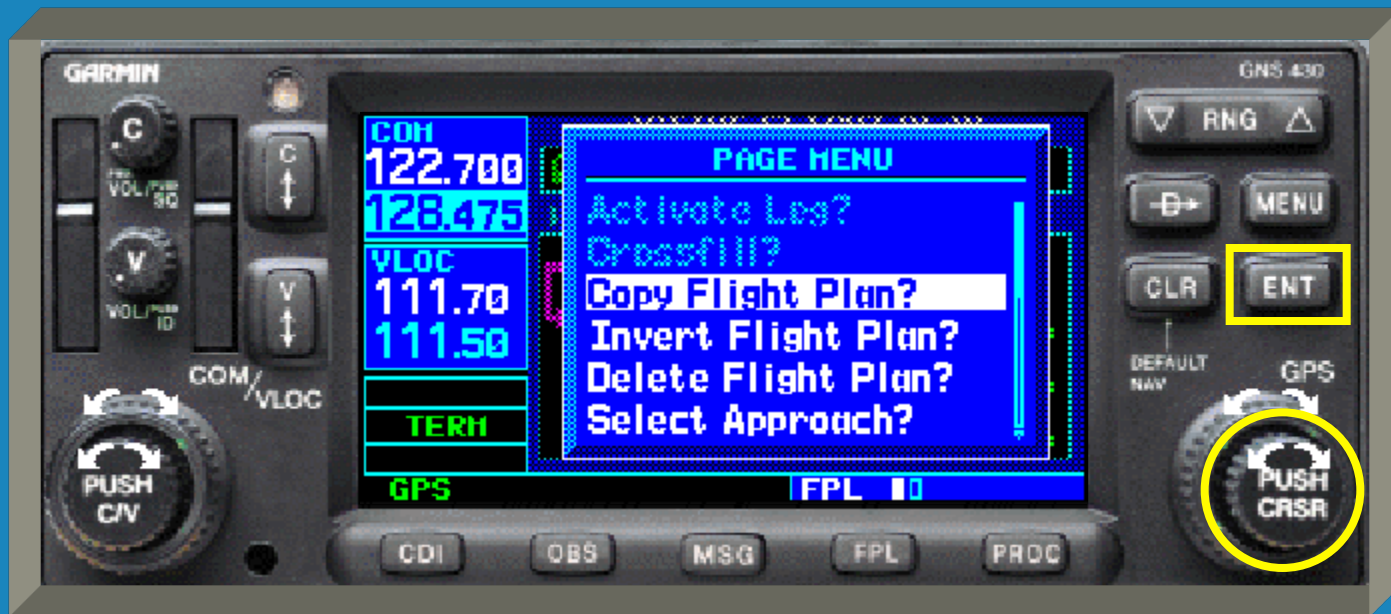 GARMIN
GNS 430
C
VOL/PUSH SQ
C
V
VOL/PUSH ID
V
COM/VLOC
PUSH
C/V
COM
122.700
128.475
VLOC
111.70
111.50
TERM
GPS
PAGE MENU
Activate Leg?
Crossfill?
Copy Flight Plan?
Invert Flight Plan?
Delete Flight Plan?
Select Approach?
FPL
RNG
D
MENU
CLR
ENT
DEFAULT
NAV
GPS
PUSH
CRSR
CDI
OBS
MSG
FPL
PROC